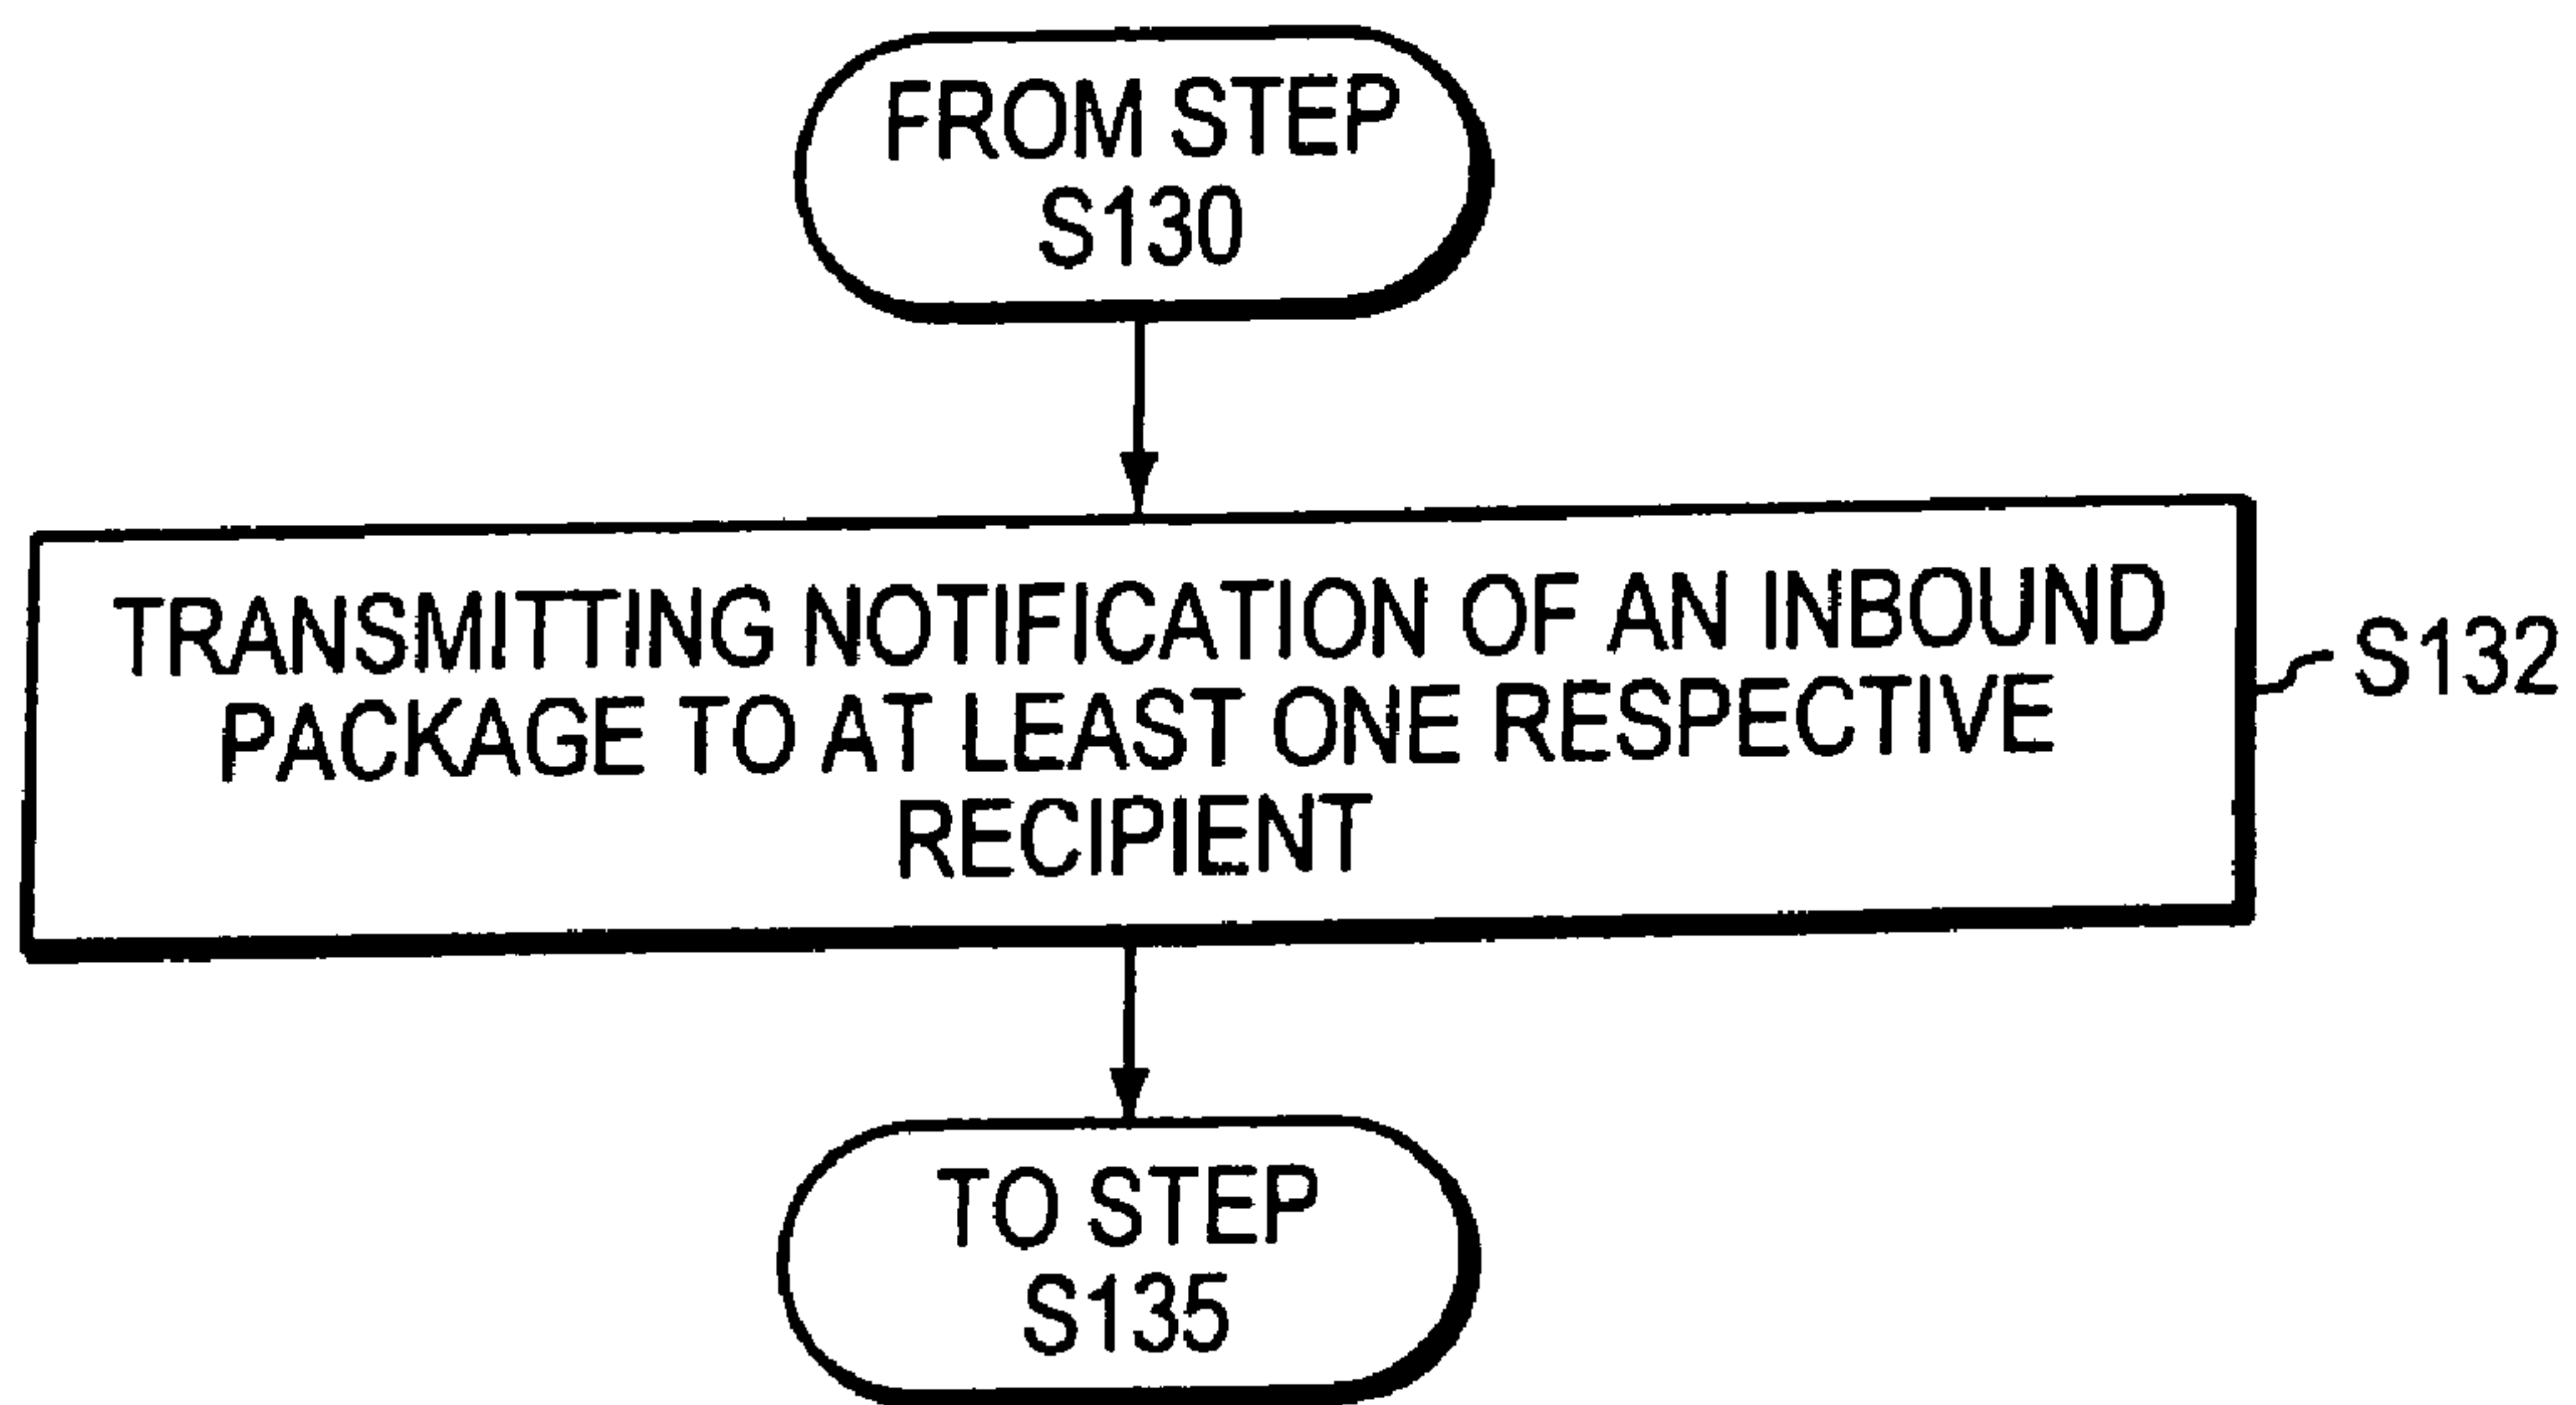 FROM STEP
S130
TRANSMITTING NOTIFICATION OF AN INBOUND
PACKAGE TO AT LEAST ONE RESPECTIVE
RECIPIENT
S132
TO STEP
S135